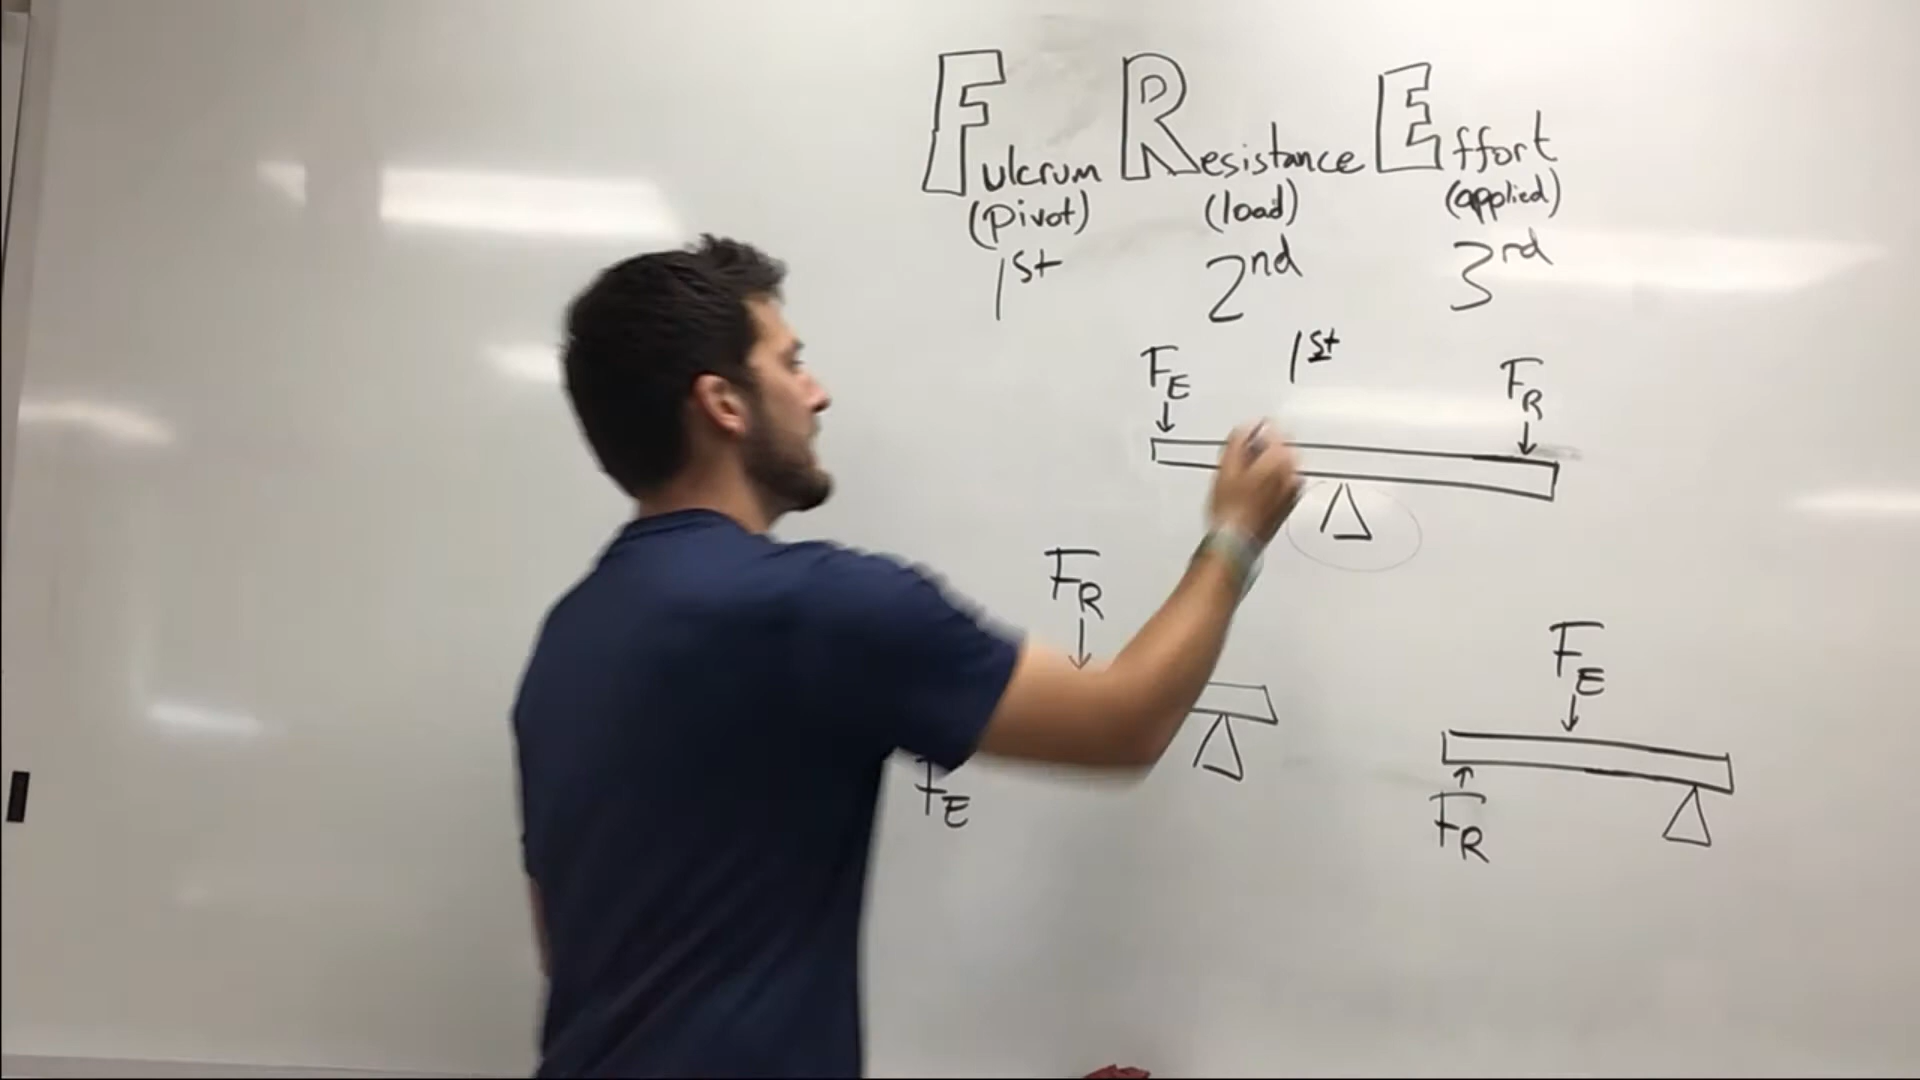 Fulcrum Resistance Effort
(pivot) (load) (applied)
1st 2nd 3rd
1st
FE FR
FR
FE
FE
FR